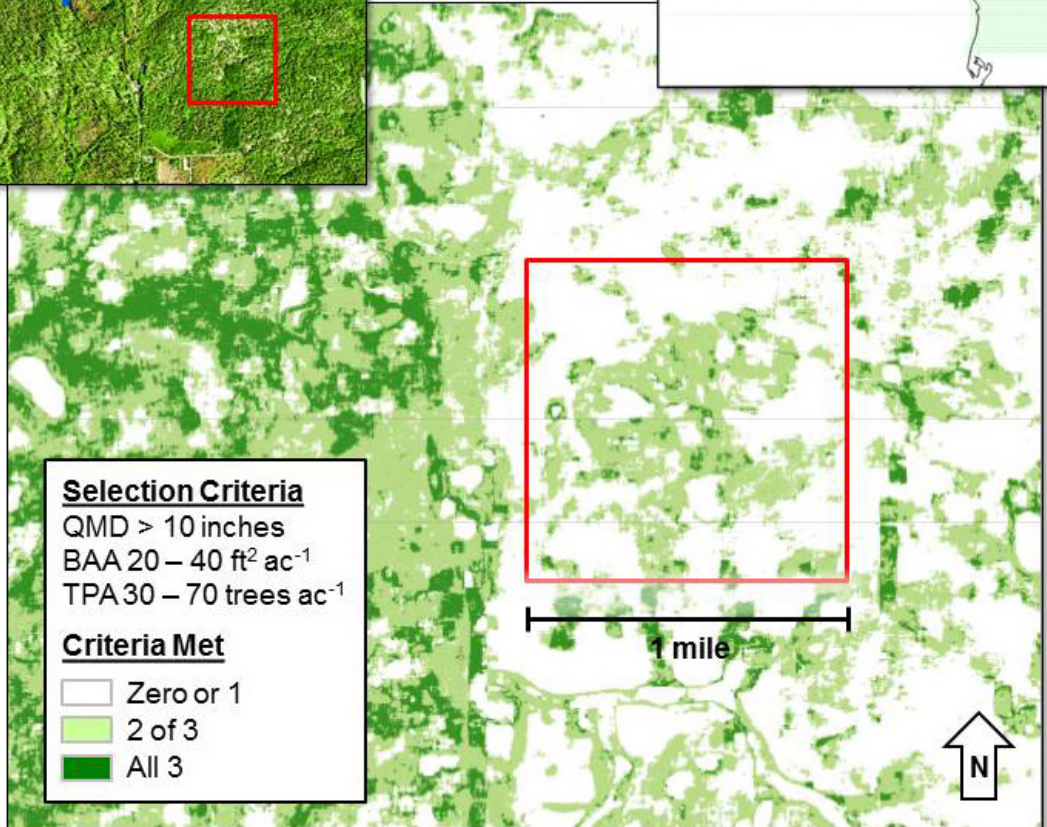 Selection Criteria
QMD > 10 inches
BAA 20 – 40 ft² ac⁻¹
TPA 30 – 70 trees ac⁻¹
Criteria Met
Zero or 1
2 of 3
All 3
1 mile
N